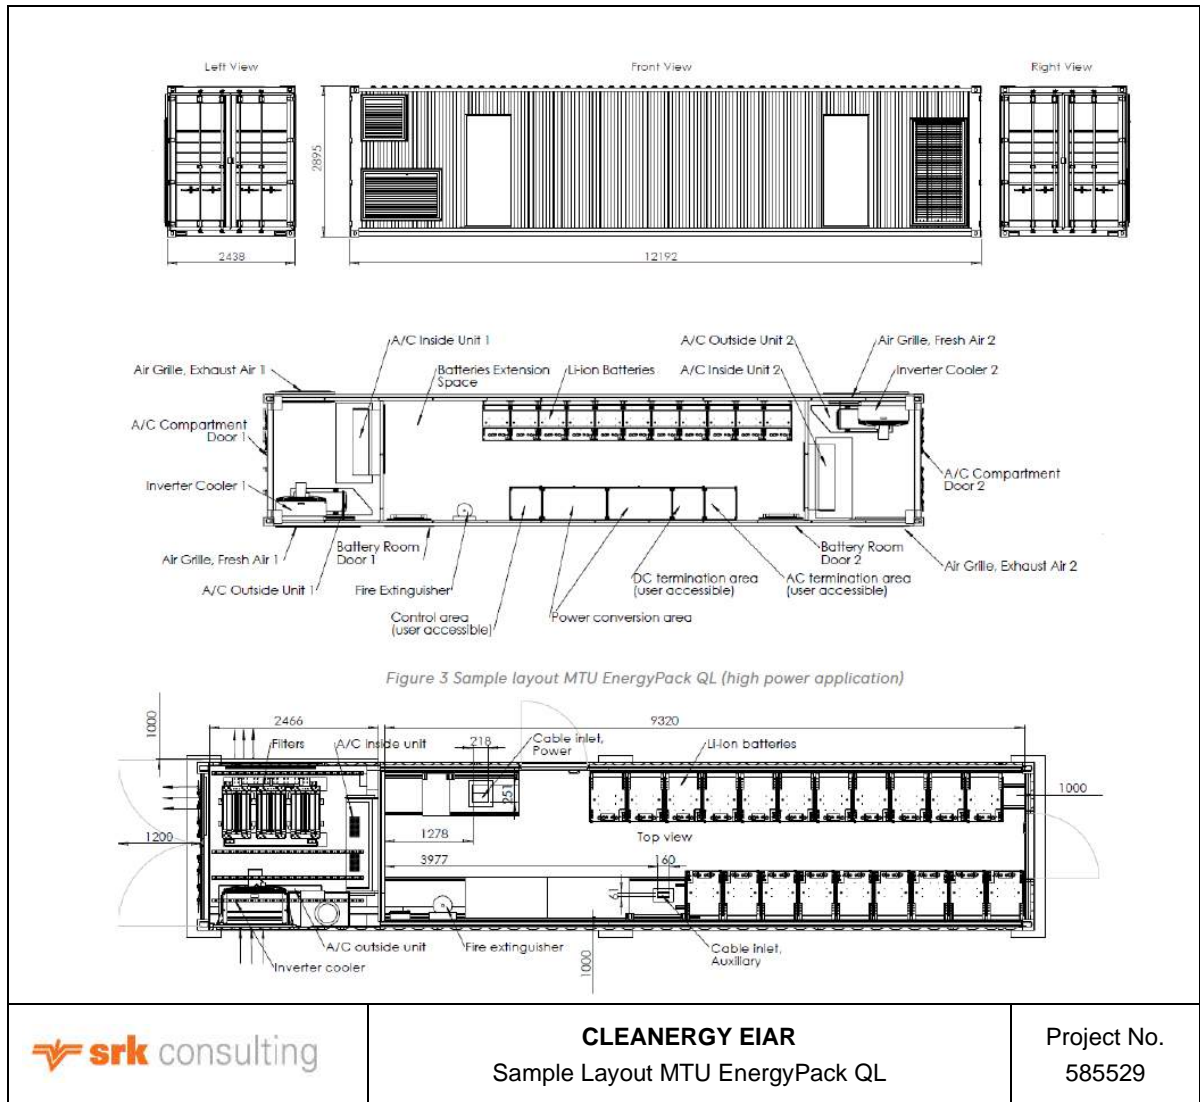 Left View
Front View
Right View
2895
2438
12192
A/C Inside Unit 1
A/C Outside Unit 2
Air Grille, Fresh Air 2
Air Grille, Exhaust Air 1
Batteries Extension
Space
Li-ion Batteries
A/C Inside Unit 2
Inverter Cooler 2
A/C Compartment
Door 1
Inverter Cooler 1
A/C Compartment
Door 2
Air Grille, Fresh Air 1
Battery Room
Door 1
Battery Room
Door 2
Air Grille, Exhaust Air 2
A/C Outside Unit 1
Fire Extinguisher
DC termination area
(user accessible)
AC termination area
(user accessible)
Control area
(user accessible)
Power conversion area
Figure 3 Sample layout MTU EnergyPack QL (high power application)
1000
2466
9320
Filters
A/C inside unit
218
Cable inlet,
Power
Li-ion batteries
251
1000
1200
1278
Top view
3977
160
61
A/C outside unit
Fire extinguisher
Cable inlet,
Auxiliary
Inverter cooler
1000
srk consulting
CLEANERGY EIAR
Sample Layout MTU EnergyPack QL
Project No.
585529